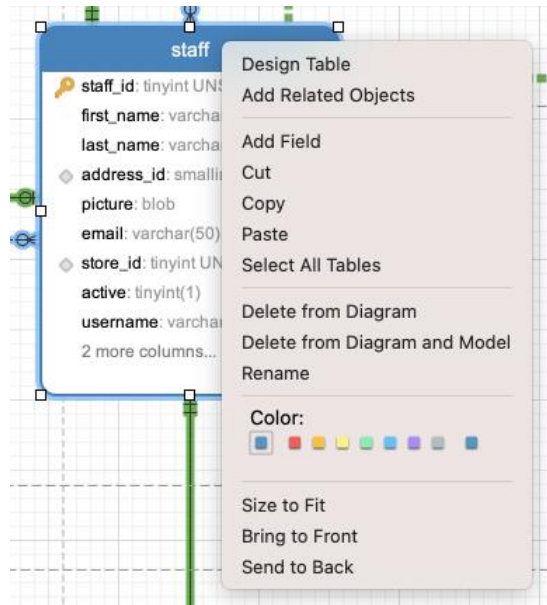 staff
staff_id: tinyint UNS
first_name: varcha
last_name: varcha
address_id: smalli
picture: blob
email: varchar(50)
store_id: tinyint UN
active: tinyint(1)
username: varchar
2 more columns...
Design Table
Add Related Objects
Add Field
Cut
Copy
Paste
Select All Tables
Delete from Diagram
Delete from Diagram and Model
Rename
Color:
Size to Fit
Bring to Front
Send to Back